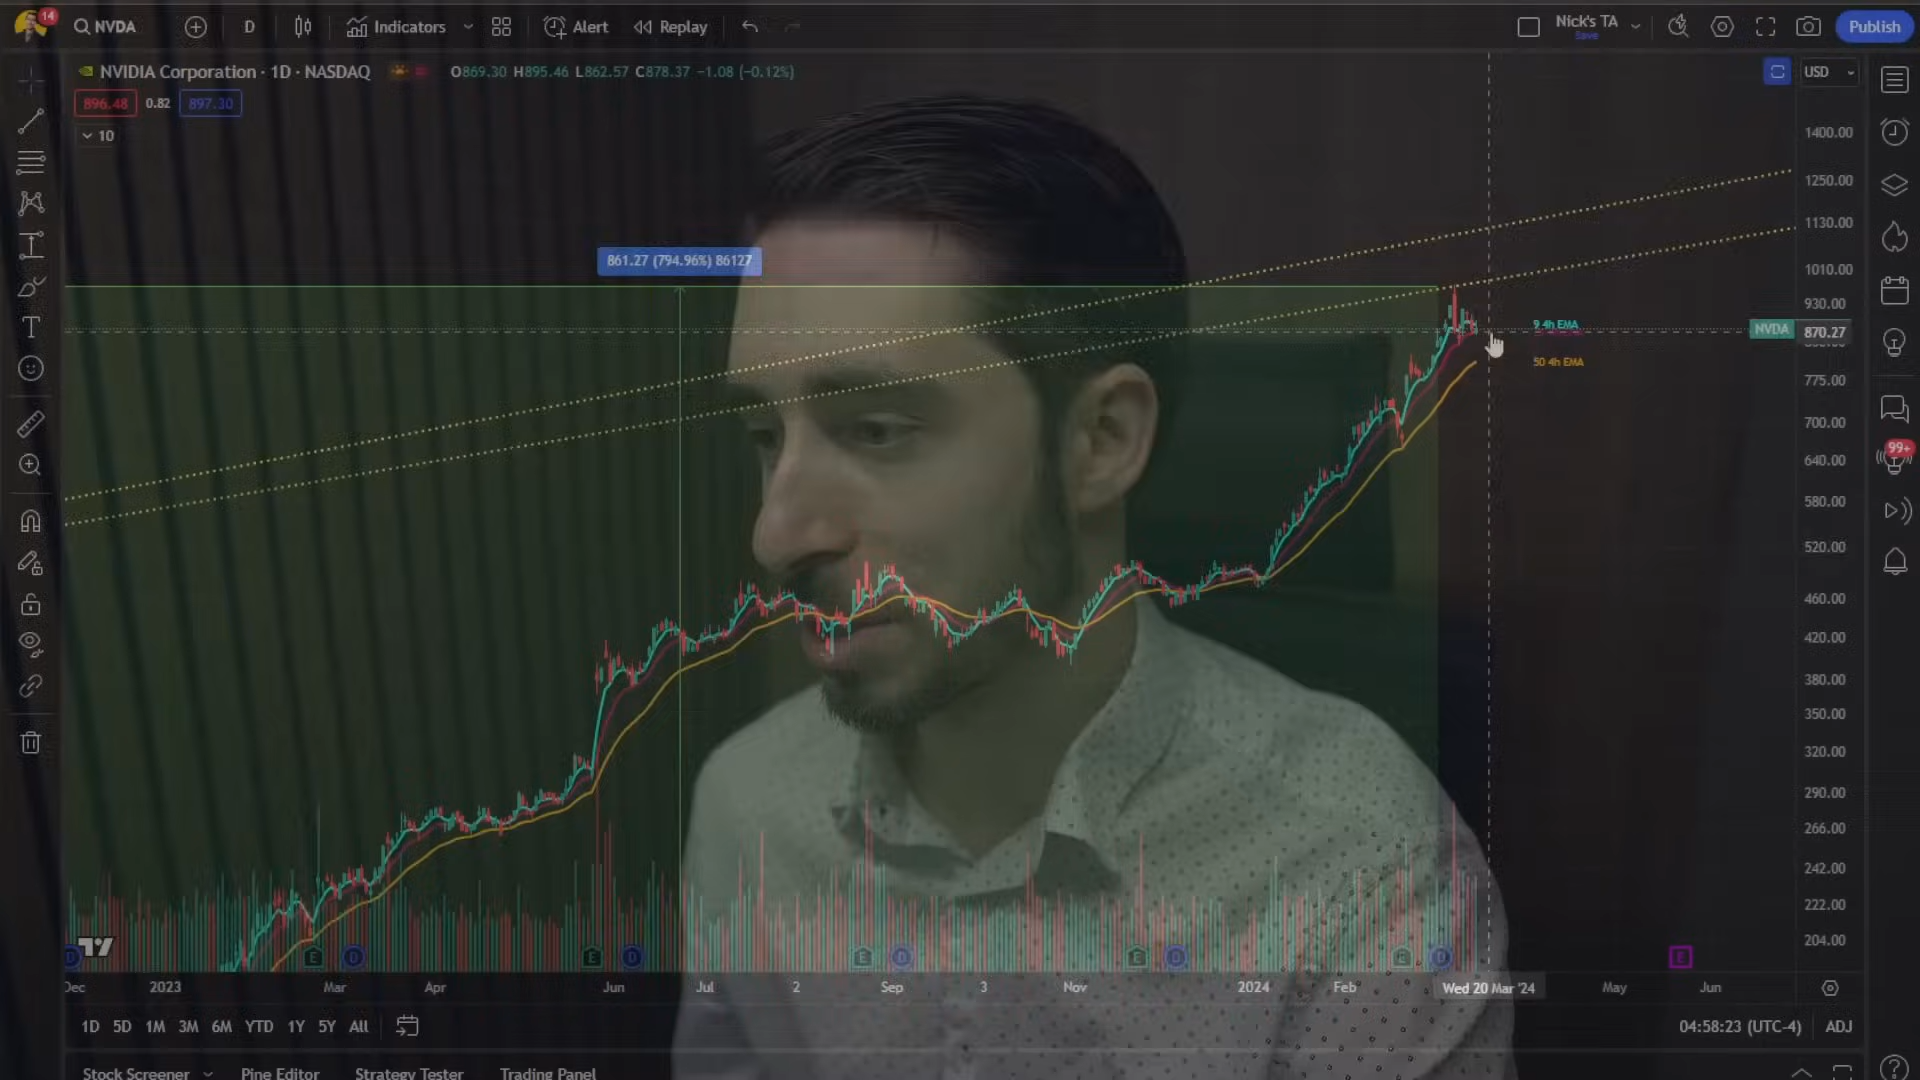 14
NVDA
D
Indicators
Alert
Replay
Nick's TA
Save
Publish
NVIDIA Corporation · 1D · NASDAQ
O869.30 H895.46 L862.57 C878.37 −1.08 (−0.12%)
USD
896.48 0.82 897.30
10
1400.00
1250.00
1130.00
861.27 (794.96%) 86127
1010.00
930.00
9 4h EMA
NVDA 870.27
50 4h EMA
775.00
700.00
99+
640.00
580.00
520.00
460.00
420.00
380.00
350.00
320.00
290.00
266.00
242.00
222.00
204.00
D E D E D E D E D E D E
Dec 2023 Mar Apr Jun Jul 2 Sep 3 Nov 2024 Feb Wed 20 Mar '24 May Jun
1D 5D 1M 3M 6M YTD 1Y 5Y All
04:58:23 (UTC-4) ADJ
Stock Screener Pine Editor Strategy Tester Trading Panel